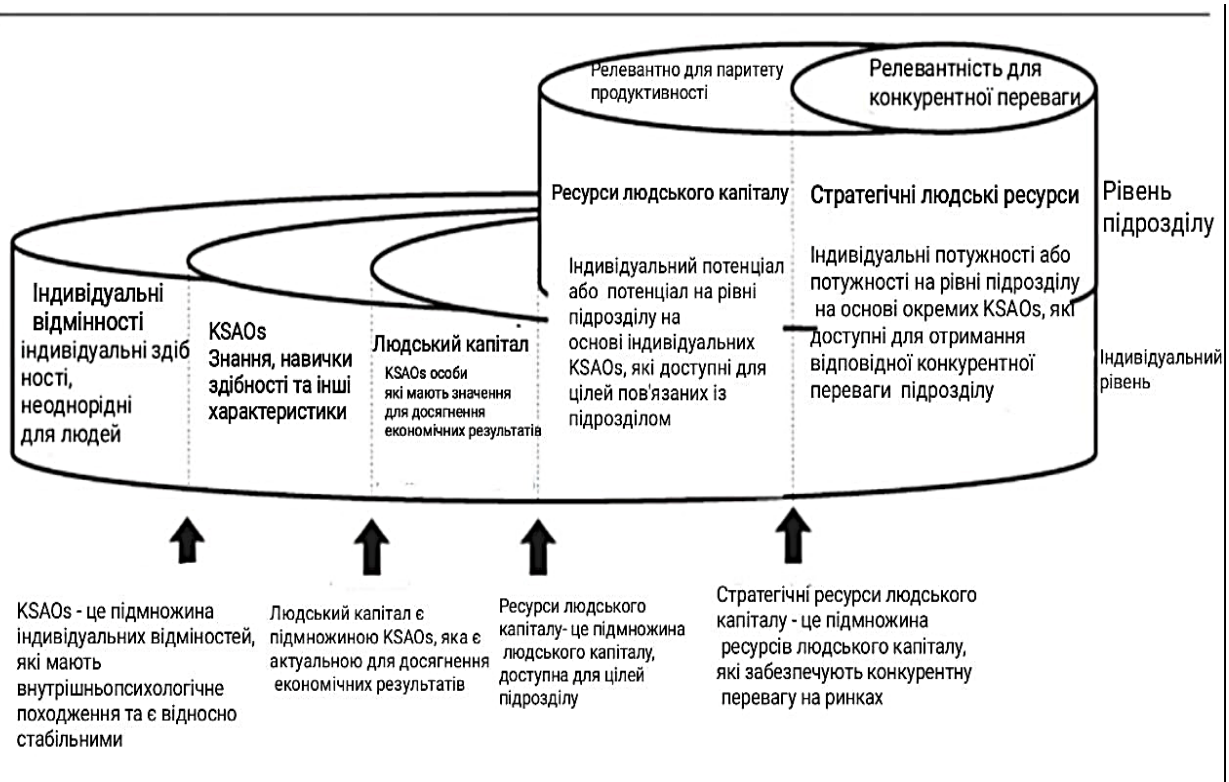 Релевантно для паритету
продуктивності
Релевантність для
конкурентної переваги
Ресурси людського капіталу
Стратегічні людські ресурси
Рівень
підрозділу
Індивідуальні
відмінності
індивідуальні здіб
ності,
неоднорідні
для людей
KSAOs
Знання, навички
здібності та інші
характеристики
Людський капітал
KSAOs особи
які мають значення
для досягнення
економічних результатів
Індивідуальний потенціал
або потенціал на рівні
підрозділу на
основі індивідуальних
KSAOs, які доступні для
цілей пов'язаних із
підрозділом
Індивідуальні потужності або
потужності на рівні підрозділу
на основі окремих KSAOs, які
доступні для отримання
відповідної конкурентної
переваги підрозділу
Індивідуальний
рівень
KSAOs - це підмножина
індивідуальних відміностей,
які мають
внутрішньопсихологічне
походження та є відносно
стабільними
Людський капітал є
підмножиною KSAOs, яка є
актуальною для досягнення
економічних результатів
Ресурси людського
капіталу- це підмножина
людського капіталу,
доступна для цілей
підрозділу
Стратегічні ресурси людського
капіталу - це підмножина
ресурсів людського капіталу,
які забезпечують конкурентну
перевагу на ринках